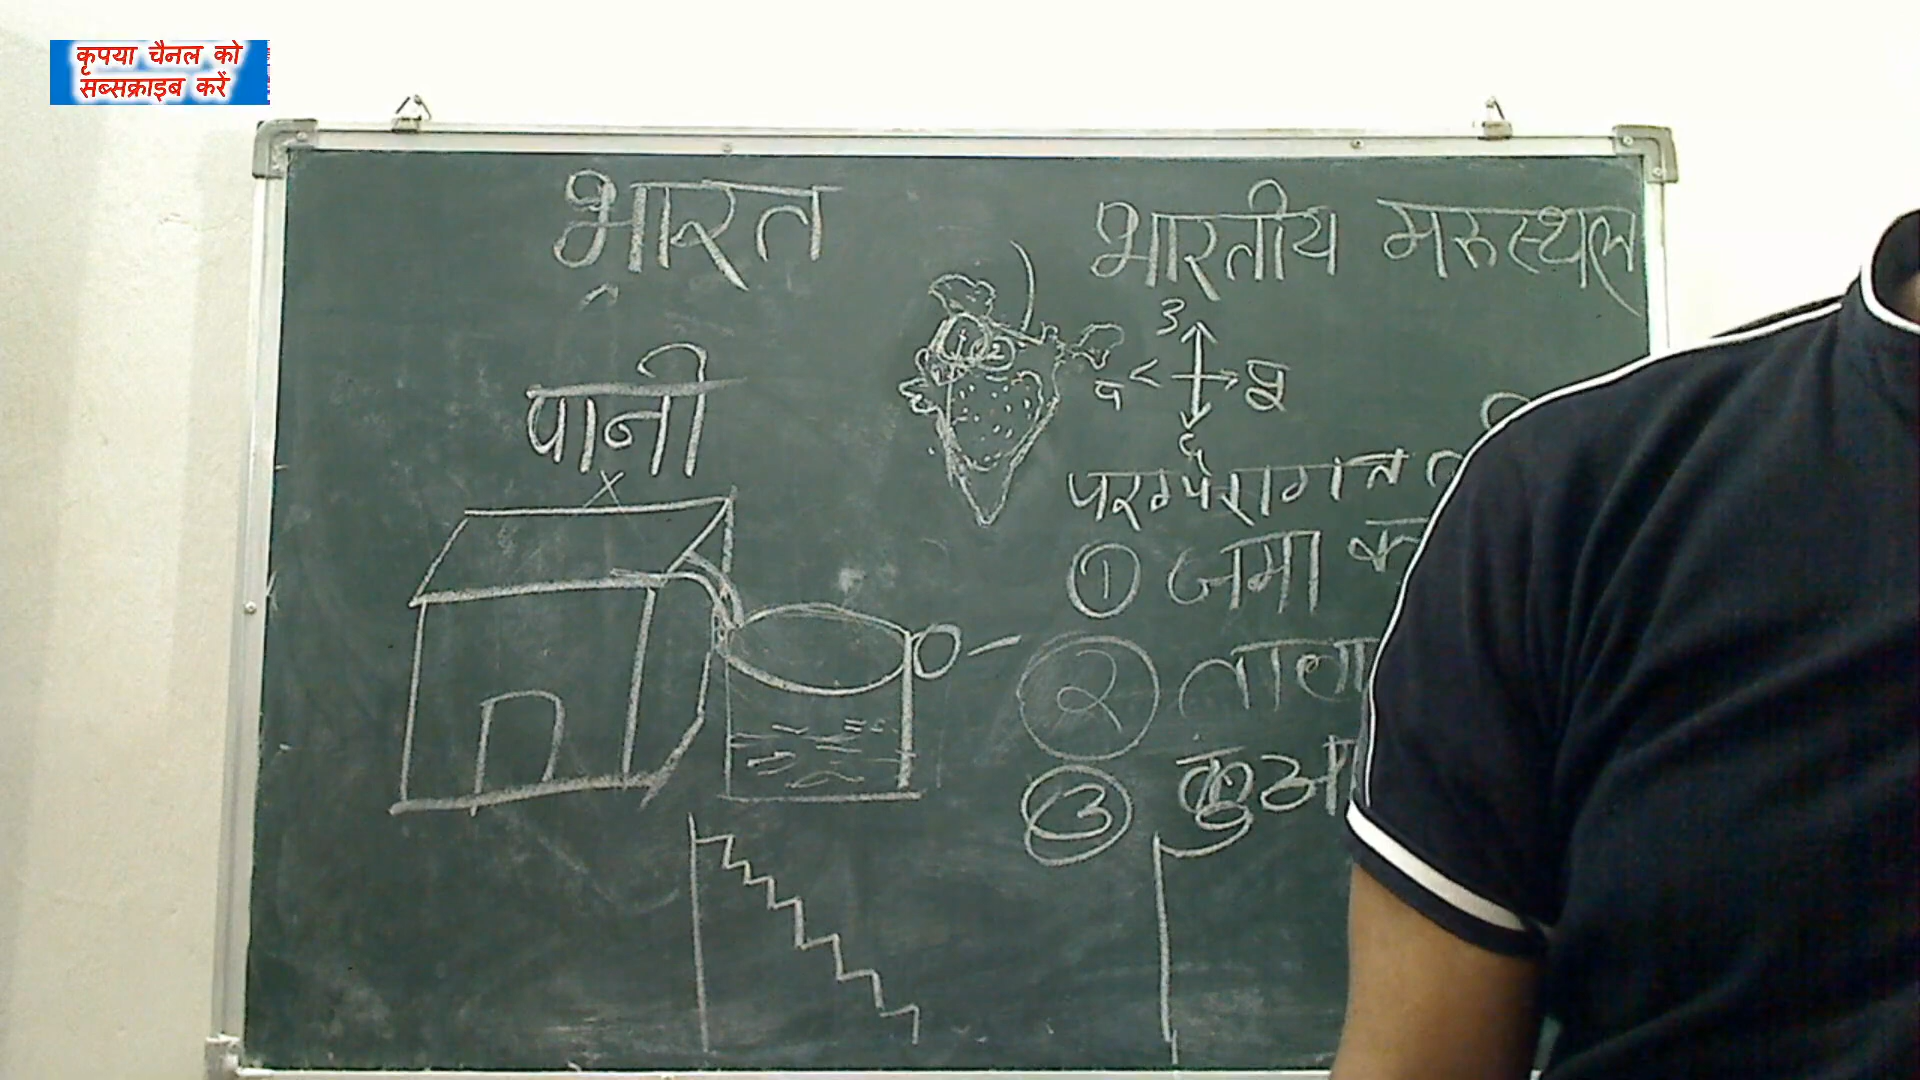 कृपया चैनल को
सब्सक्राइब करें
भारत
भारतीय मरुस्थल
पानी
उ
पू
प
द
परम्परागत
① जमा
②
③